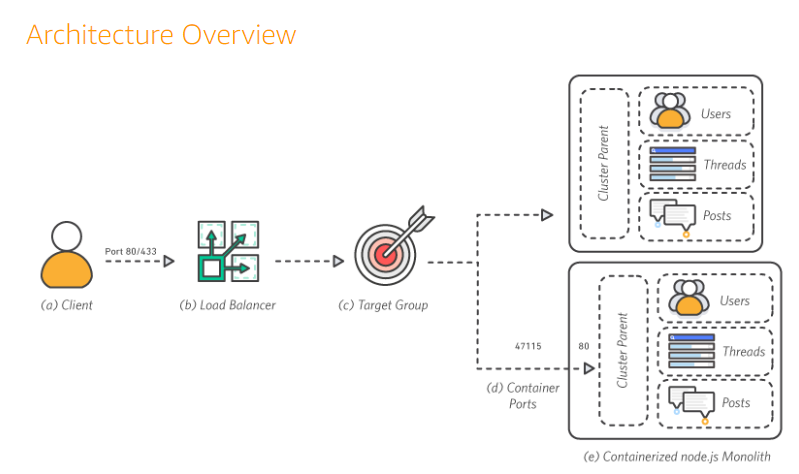 Architecture Overview
Cluster Parent
Users
Threads
Posts
Port 80/433
(a) Client
(b) Load Balancer
(c) Target Group
47115
80
(d) Container
Ports
Cluster Parent
Users
Threads
Posts
(e) Containerized node.js Monolith